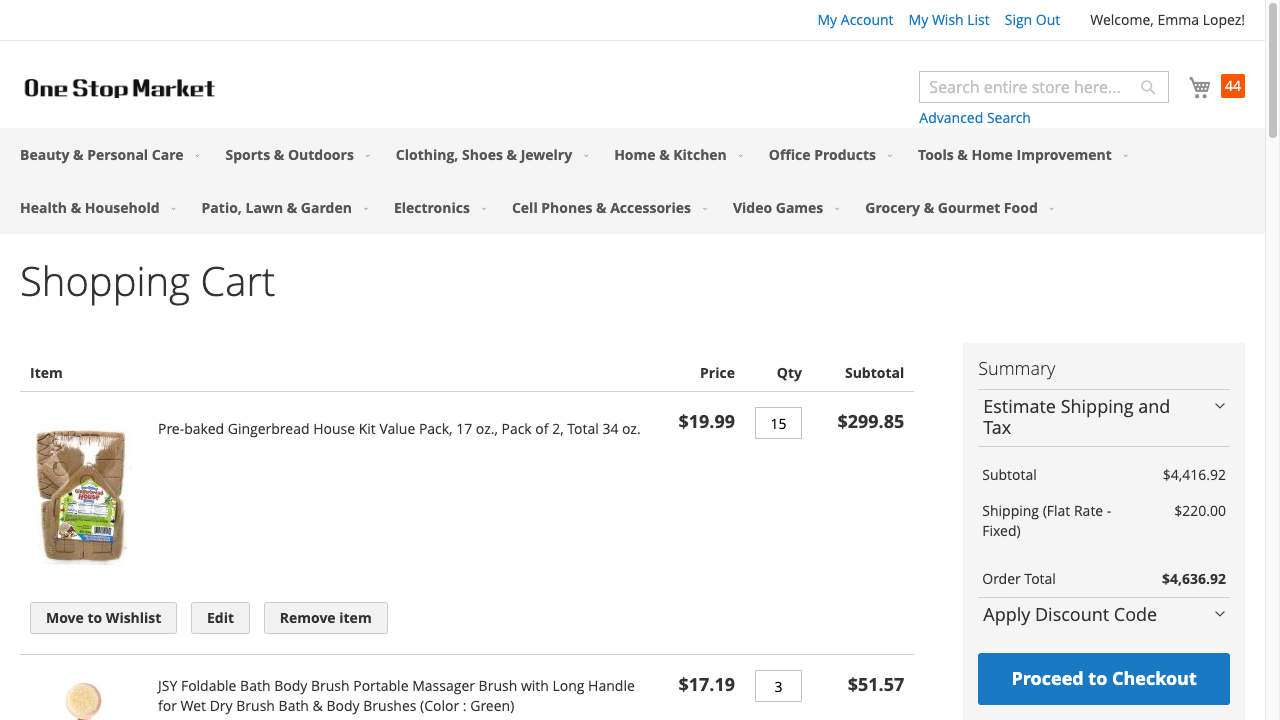 My Account My Wish List Sign Out Welcome, Emma Lopez!
One Stop Market
Search entire store here...
44
Advanced Search
Beauty & Personal Care Sports & Outdoors Clothing, Shoes & Jewelry Home & Kitchen Office Products Tools & Home Improvement
Health & Household Patio, Lawn & Garden Electronics Cell Phones & Accessories Video Games Grocery & Gourmet Food
Shopping Cart
Item Price Qty Subtotal
Pre-baked Gingerbread House Kit Value Pack, 17 oz., Pack of 2, Total 34 oz. $19.99 15 $299.85
Gingerbread
House
Move to Wishlist Edit Remove item
JSY Foldable Bath Body Brush Portable Massager Brush with Long Handle
for Wet Dry Brush Bath & Body Brushes (Color : Green)
$17.19 3 $51.57
Summary
Estimate Shipping and
Tax
Subtotal $4,416.92
Shipping (Flat Rate -
Fixed) $220.00
Order Total $4,636.92
Apply Discount Code
Proceed to Checkout